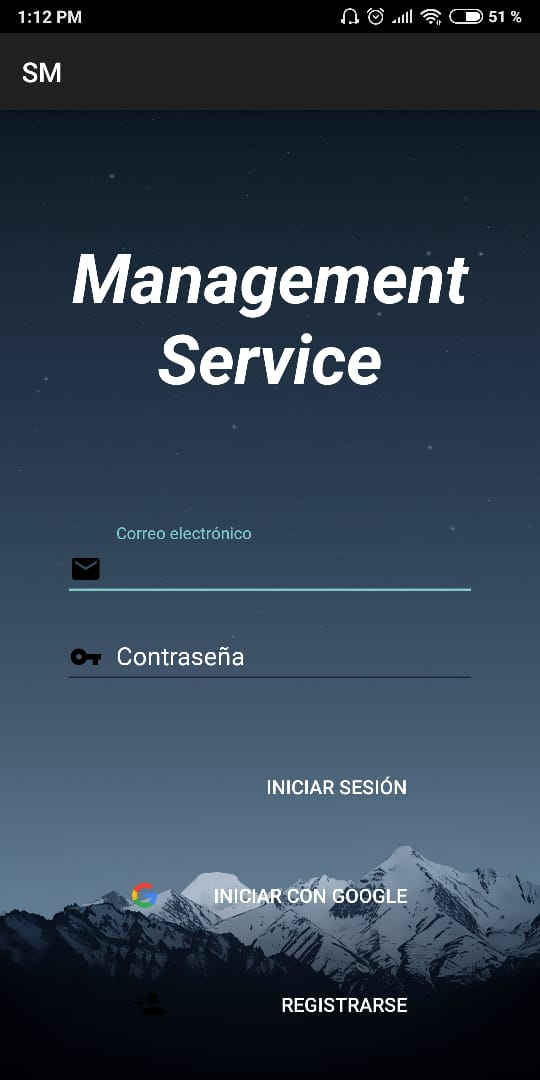 1:12 PM 51 %
SM
Management
Service
Correo electrónico
Contraseña
INICIAR SESIÓN
INICIAR CON GOOGLE
REGISTRARSE